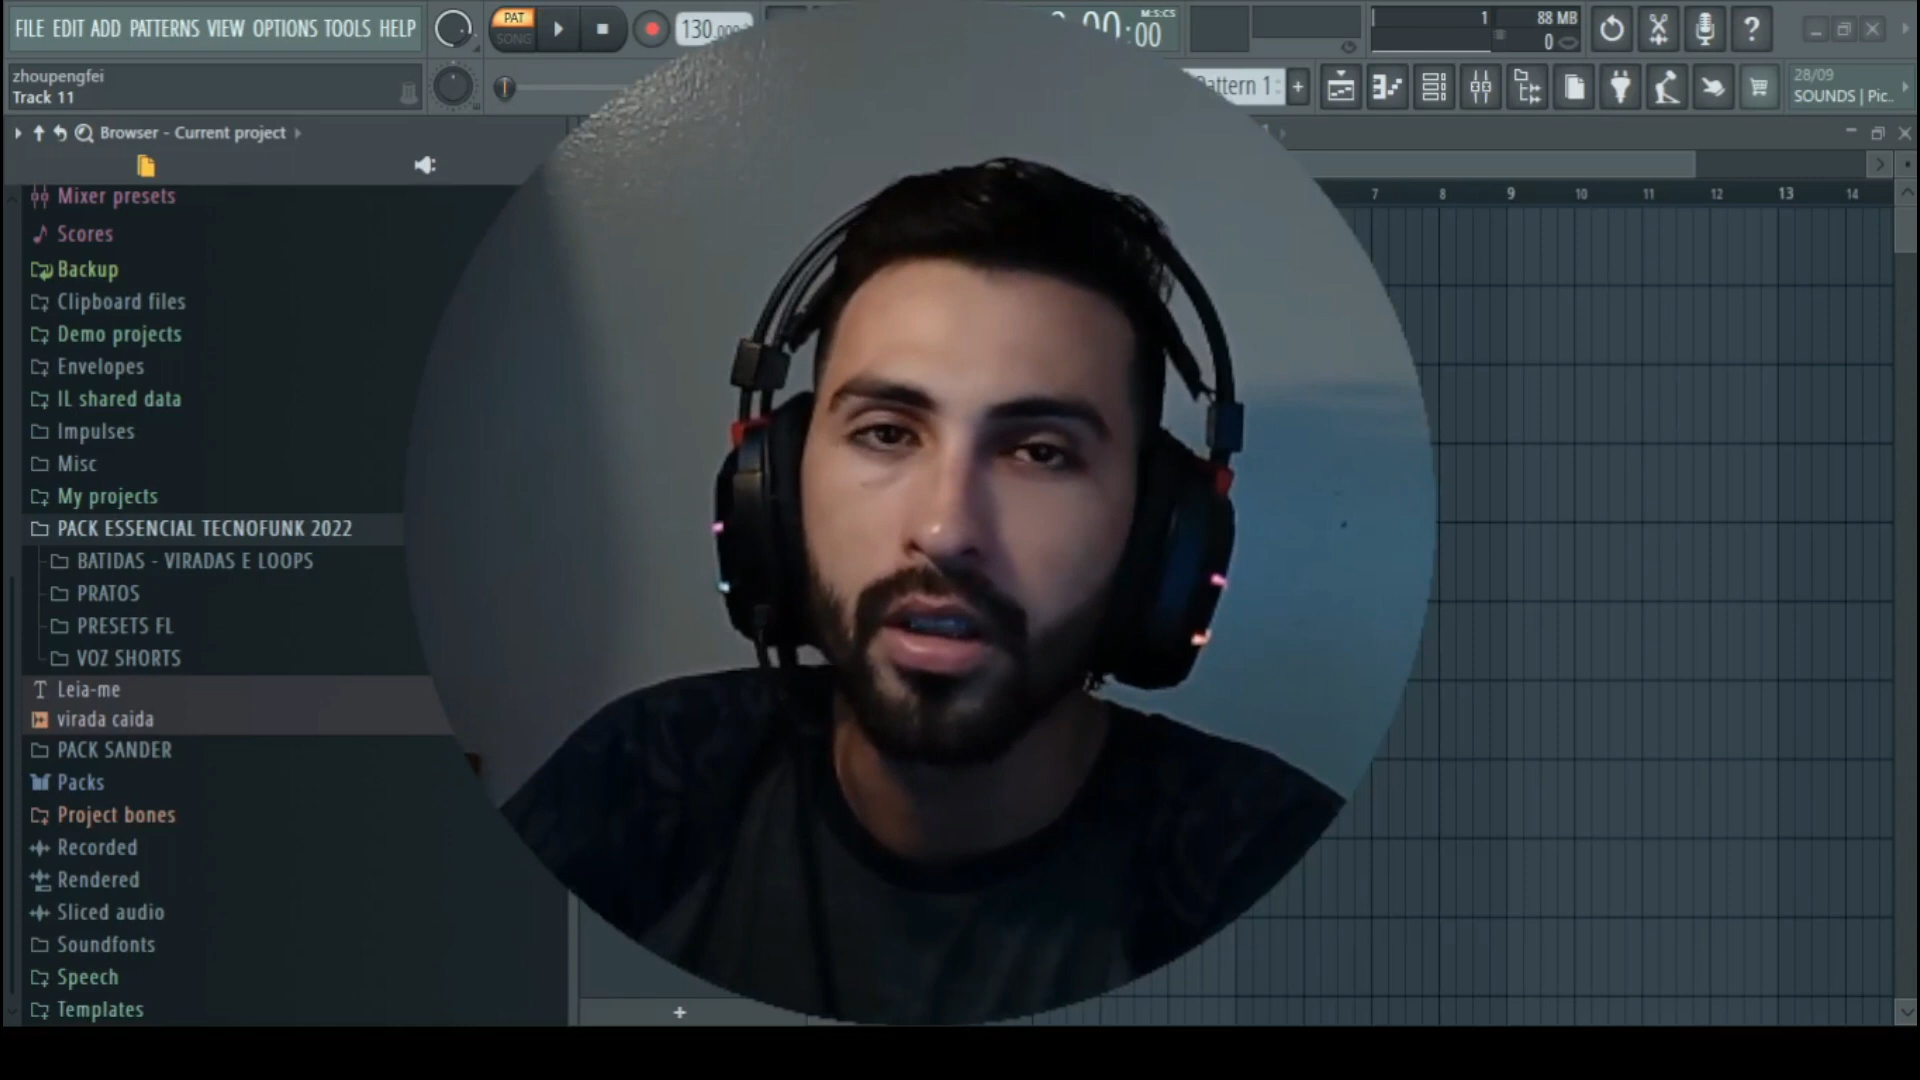 FILE EDIT ADD PATTERNS VIEW OPTIONS TOOLS HELP
PAT
SONG
130.000
M:S:CS
:00
1
88 MB
0
zhoupengfei
Track 11
Pattern 1
28/09
SOUNDS | Pic..
Browser - Current project
7 8 9 10 11 12 13 14
Mixer presets
Scores
Backup
Clipboard files
Demo projects
Envelopes
IL shared data
Impulses
Misc
My projects
PACK ESSENCIAL TECNOFUNK 2022
BATIDAS - VIRADAS E LOOPS
PRATOS
PRESETS FL
VOZ SHORTS
Leia-me
virada caida
PACK SANDER
Packs
Project bones
Recorded
Rendered
Sliced audio
Soundfonts
Speech
Templates